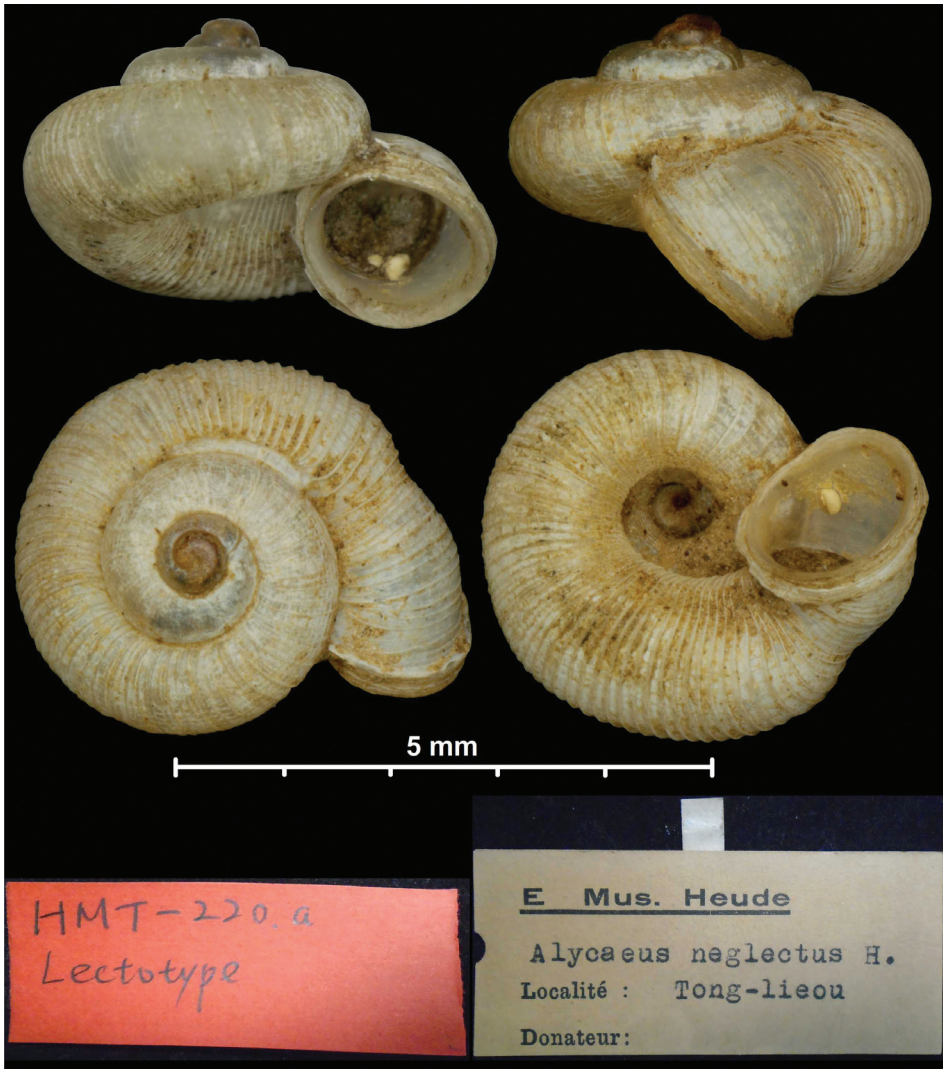 5 mm
HMT-220.a
Lectotype
E Mus. Heude
Alycaeus neglectus H.
Localité : Tong-lieou
Donateur: